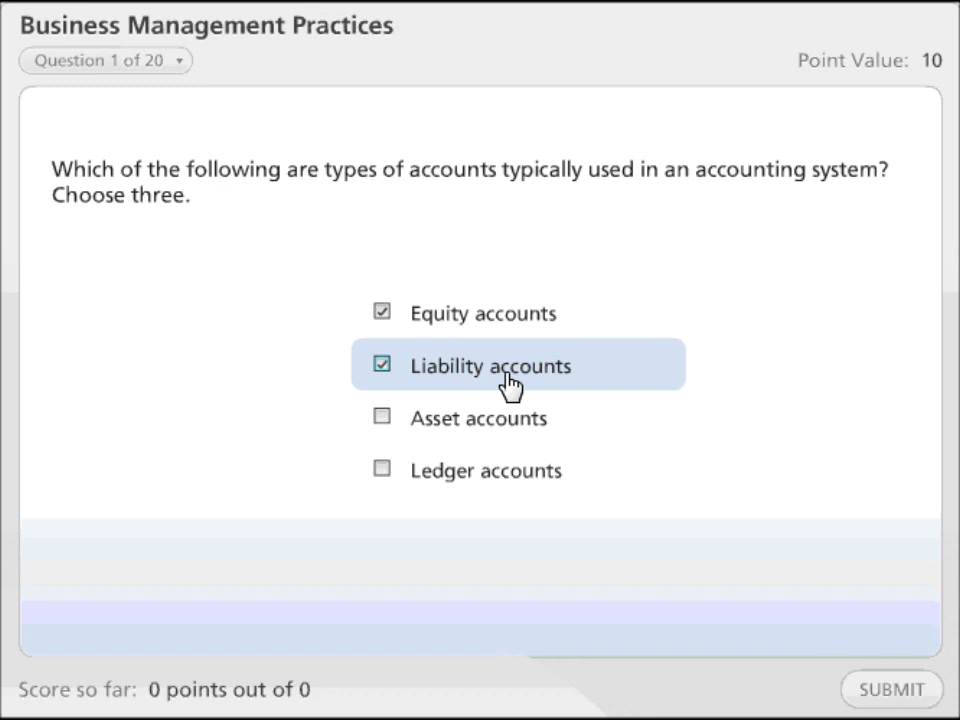 Business Management Practices
Question 1 of 20
Point Value: 10
Which of the following are types of accounts typically used in an accounting system?
Choose three.
Equity accounts
Liability accounts
Asset accounts
Ledger accounts
Score so far: 0 points out of 0
SUBMIT